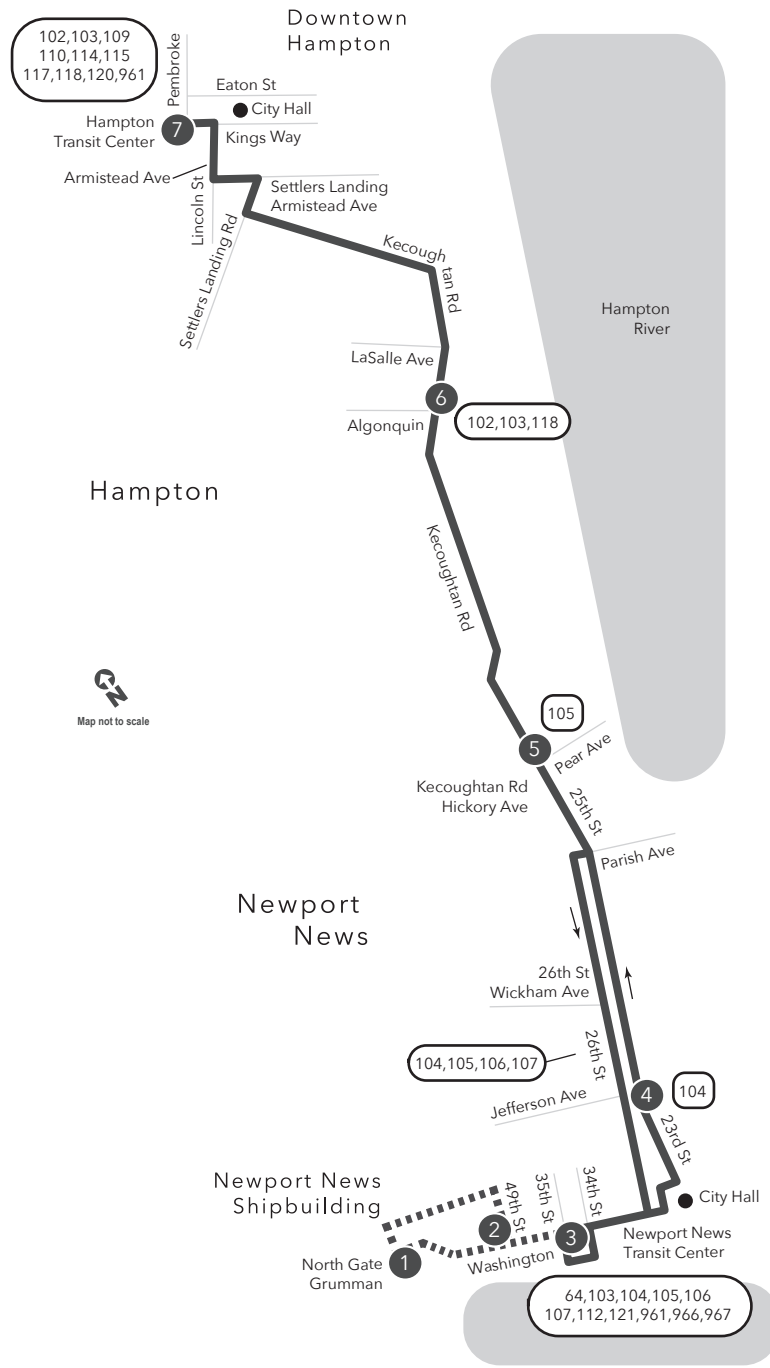 Downtown
Hampton
102,103,109
110,114,115
117,118,120,961
Pembroke
Eaton St
City Hall
Hampton
Transit Center
7
Kings Way
Armistead Ave
Lincoln St
Settlers Landing
Armistead Ave
Settlers Landing Rd
Kecough
tan Rd
Hampton
River
LaSalle Ave
6
Algonquin
102,103,118
Hampton
Kecoughtan Rd
N
Map not to scale
105
5
Pear Ave
Kecoughtan Rd
Hickory Ave
25th St
Parish Ave
Newport
News
26th St
Wickham Ave
26th St
104,105,106,107
Jefferson Ave
4
104
23rd St
Newport News
Shipbuilding
49th St
35th St
34th St
City Hall
2
3
Newport News
Transit Center
Washington
North Gate
Grumman
1
64,103,104,105,106
107,112,121,961,966,967